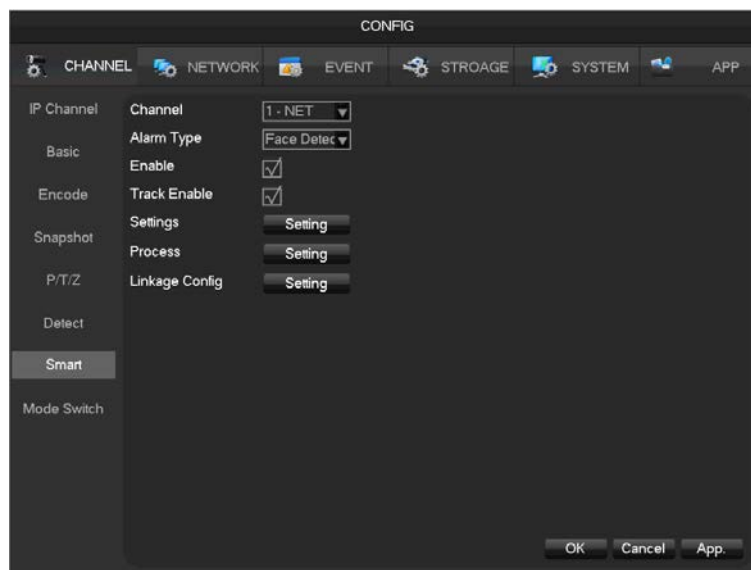 CONFIG
CHANNEL NETWORK EVENT STROAGE SYSTEM APP
IP Channel
Basic
Encode
Snapshot
P/T/Z
Detect
Smart
Mode Switch
Channel 1 - NET
Alarm Type Face Detec
Enable
Track Enable
Settings Setting
Process Setting
Linkage Config Setting
OK Cancel App.